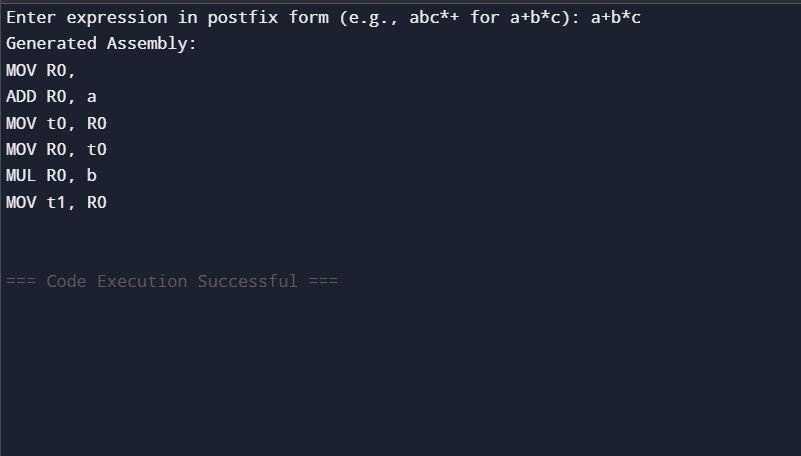 Enter expression in postfix form (e.g., abc*+ for a+b*c): a+b*c
Generated Assembly:
MOV R0,
ADD R0, a
MOV t0, R0
MOV R0, t0
MUL R0, b
MOV t1, R0
=== Code Execution Successful ===